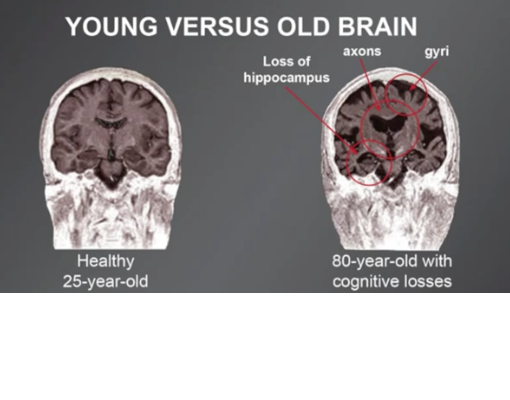 YOUNG VERSUS OLD BRAIN
Loss of
hippocampus
axons
gyri
Healthy
25-year-old
80-year-old with
cognitive losses